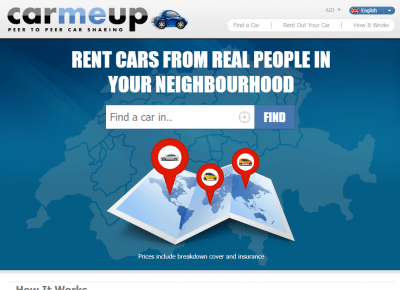 carmeup
PEER TO PEER CAR SHARING
English
Find a Car
Rent Out Your Car
How It Works
RENT CARS FROM REAL PEOPLE IN
YOUR NEIGHBOURHOOD
Find a car in..
FIND
Prices include breakdown cover and insurance
How It Works